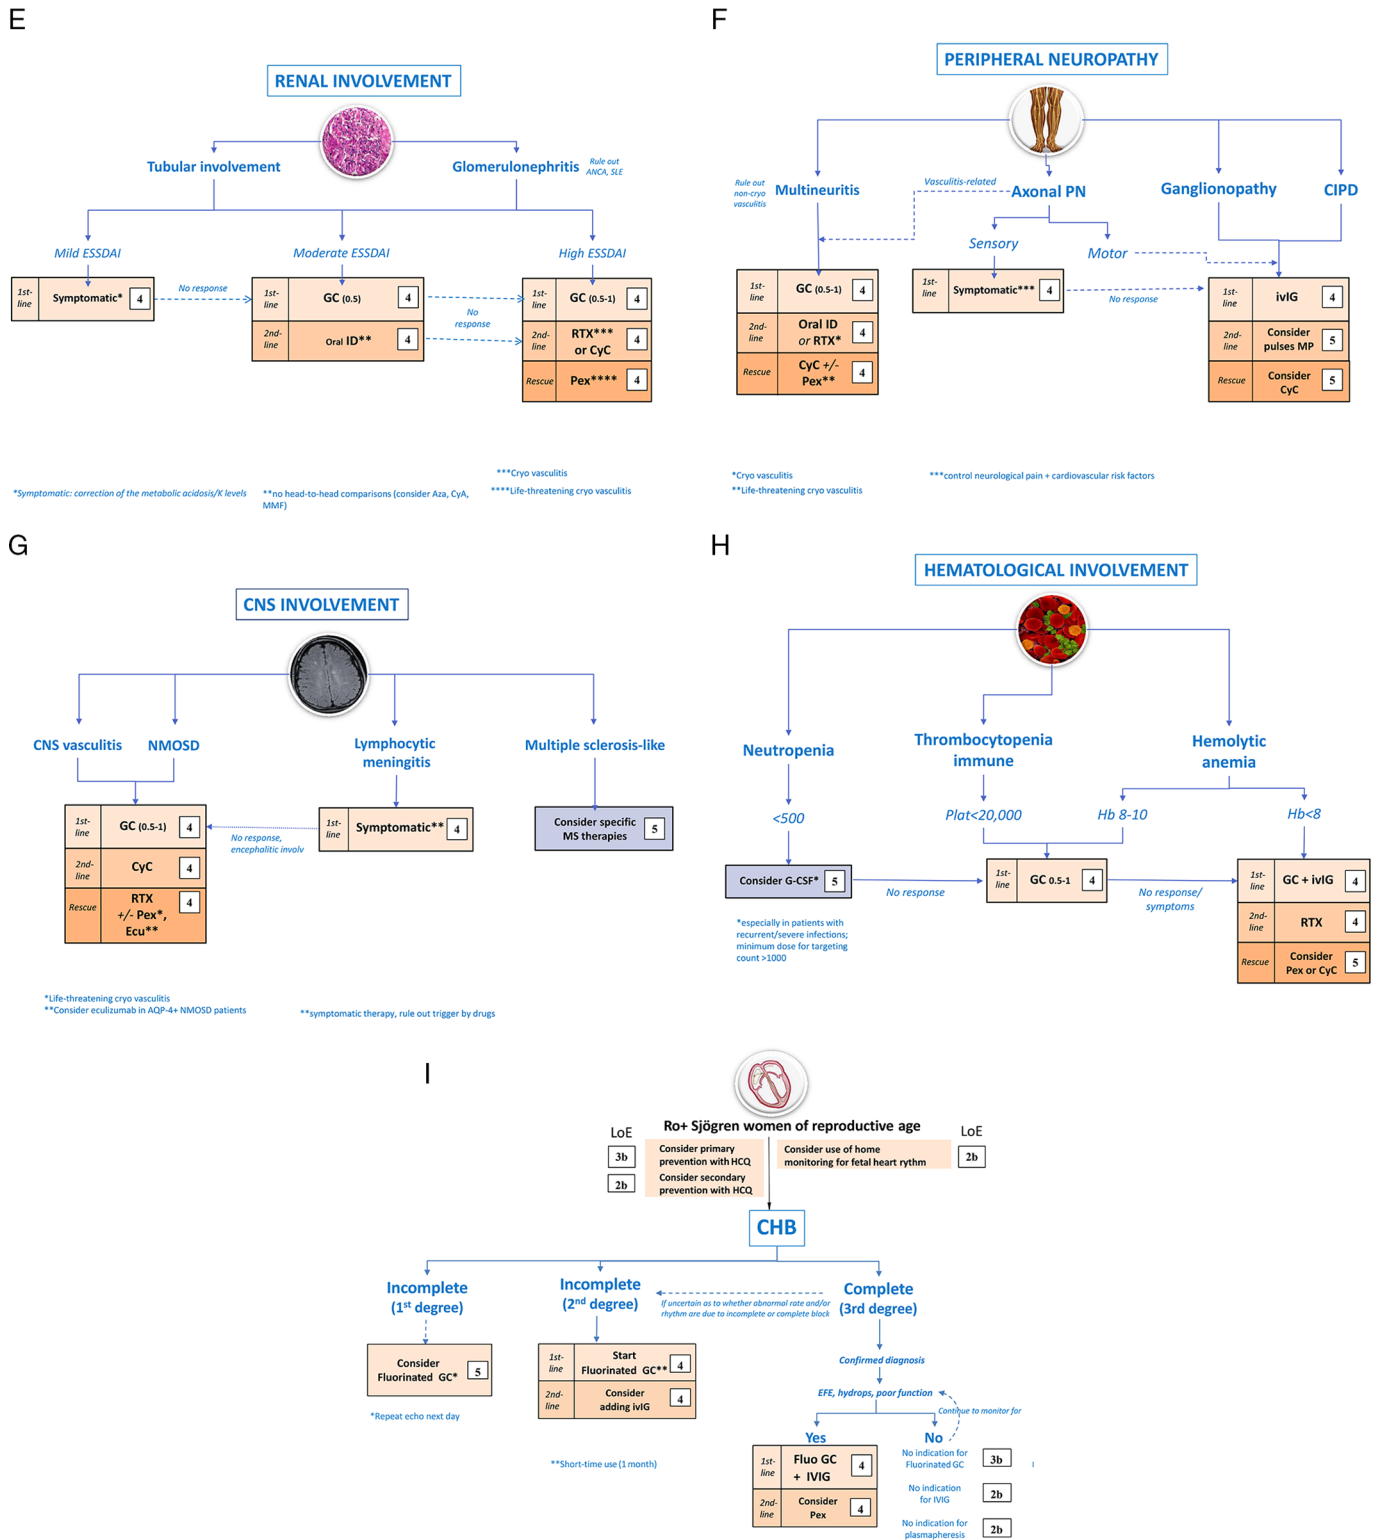 E
RENAL INVOLVEMENT
Tubular involvement
Glomerulonephritis
Rule out
ANCA, SLE
Mild ESSDAI
Moderate ESSDAI
High ESSDAI
1st-
line
Symptomatic*
4
No response
1st-
line
GC (0.5)
4
2nd-
line
Oral ID**
4
No
response
1st-
line
GC (0.5-1)
4
2nd-
line
RTX***
or CyC
4
Rescue
Pex****
4
***Cryo vasculitis
*Symptomatic: correction of the metabolic acidosis/K levels
**no head-to-head comparisons (consider Aza, CyA,
MMF)
****Life-threatening cryo vasculitis
F
PERIPHERAL NEUROPATHY
Rule out
non-cryo
vasculitis
Multineuritis
Vasculitis-related
Axonal PN
Ganglionopathy
CIPD
Sensory
Motor
1st-
line
GC (0.5-1)
4
2nd-
line
Oral ID
or RTX*
4
Rescue
CyC +/-
Pex**
4
1st-
line
Symptomatic***
4
No response
1st-
line
ivIG
4
2nd-
line
Consider
pulses MP
5
Rescue
Consider
CyC
5
*Cryo vasculitis
**Life-threatening cryo vasculitis
***control neurological pain + cardiovascular risk factors
G
CNS INVOLVEMENT
CNS vasculitis
NMOSD
Lymphocytic
meningitis
Multiple sclerosis-like
1st-
line
GC (0.5-1)
4
2nd-
line
CyC
4
Rescue
RTX
+/- Pex*,
Ecu**
4
No response,
encephalitic involv
1st-
line
Symptomatic**
4
Consider specific
MS therapies
5
*Life-threatening cryo vasculitis
**Consider eculizumab in AQP-4+ NMOSD patients
**symptomatic therapy, rule out trigger by drugs
H
HEMATOLOGICAL INVOLVEMENT
Neutropenia
Thrombocytopenia
immune
Hemolytic
anemia
<500
Plat<20,000
Hb 8-10
Hb<8
Consider G-CSF*
5
No response
1st-
line
GC 0.5-1
4
No response/
symptoms
1st-
line
GC + ivIG
4
2nd-
line
RTX
4
Rescue
Consider
Pex or CyC
5
*especially in patients with
recurrent/severe infections;
minimum dose for targeting
count >1000
I
Ro+ Sjögren women of reproductive age
LoE
3b
2b
Consider primary
prevention with HCQ
Consider secondary
prevention with HCQ
Consider use of home
monitoring for fetal heart rythm
LoE
2b
CHB
Incomplete
(1st degree)
Incomplete
(2nd degree)
If uncertain as to whether abnormal rate and/or
rhythm are due to incomplete or complete block
Complete
(3rd degree)
Consider
Fluorinated GC*
5
*Repeat echo next day
1st-
line
Start
Fluorinated GC**
4
2nd-
line
Consider
adding ivIG
4
**Short-time use (1 month)
Confirmed diagnosis
EFE, hydrops, poor function
Continue to monitor for
Yes
No
1st-
line
Fluo GC
+ IVIG
4
2nd-
line
Consider
Pex
4
No indication for
Fluorinated GC
3b
No indication
for IVIG
2b
No indication for
plasmapheresis
2b